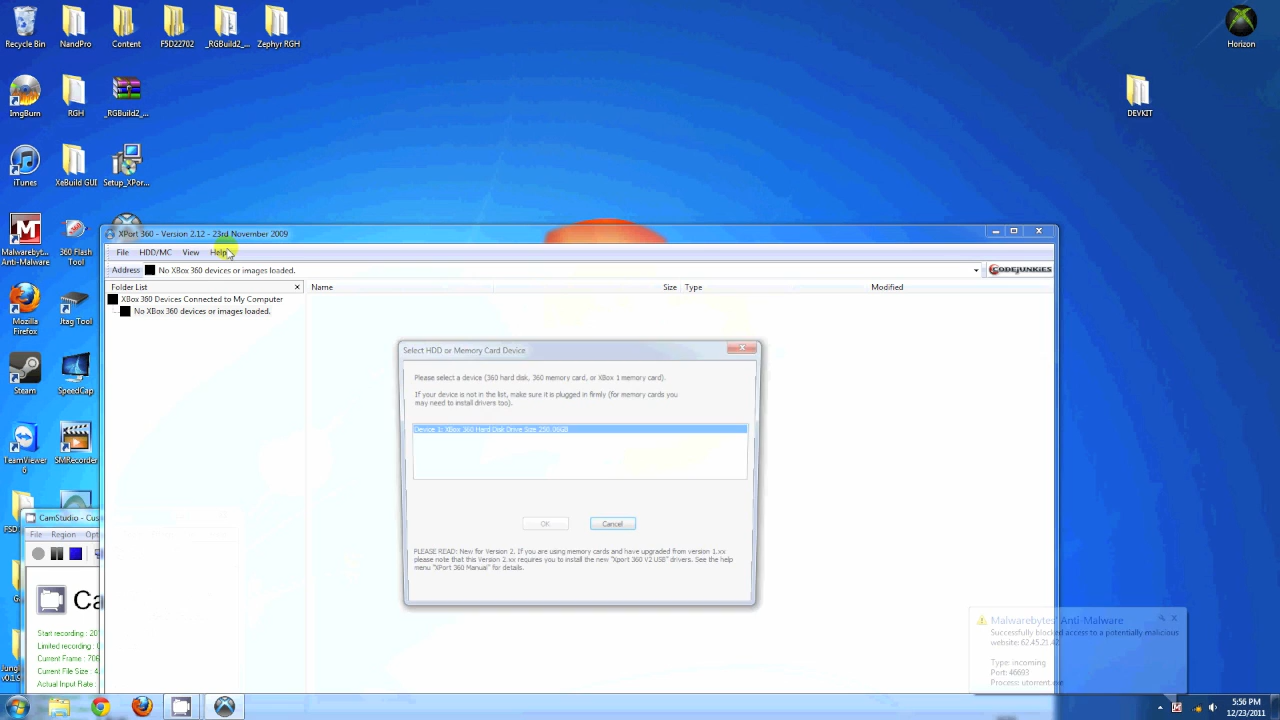 Recycle Bin
NandPro
Content
F5D22702
_RGBuild2_...
Zephyr.RGH
Horizon
ImgBurn
RGH
_RGBuild2_...
DEVKIT
iTunes
XeBuild GUI
Setup_XPor...
Malwarebyt...
Anti-Malware
360 Flash
Tool
Mozilla
Firefox
Jtag Tool
Steam
SpeedCap
TeamViewer
6
SMRecorder
XPort 360 - Version 2.12 - 23rd November 2009
File HDD/MC View Help
Address No XBox 360 devices or images loaded.
CODEJUNKIES
Folder List
Name Size Type Modified
XBox 360 Devices Connected to My Computer
No XBox 360 devices or images loaded.
Select HDD or Memory Card Device
Please select a device (360 hard disk, 360 memory card, or XBox 1 memory card).
If your device is not in the list, make sure it is plugged in firmly (for memory cards you
may need to install drivers too).
Device 1: XBox 360 Hard Disk Drive Size 250.06GB
OK Cancel
PLEASE READ: New for Version 2. If you are using memory cards and have upgraded from version 1.xx
please note that this Version 2.xx requires you to install the new "Xport 360 V2 USB" drivers. See the help
menu "XPort 360 Manual" for details.
FSD
CamStudio - Cus
File Region Opt
Ca
Start recording : 20
Limited recording :
Current Frame : 706
Current File Size : 4
Actual Input Rate :
Jung
v0.1.9
Malwarebytes' Anti-Malware
Successfully blocked access to a potentially malicious
website: 62.45.21.42
Type: incoming
Port: 46693
Process: utorrent.exe
5:56 PM
12/23/2011